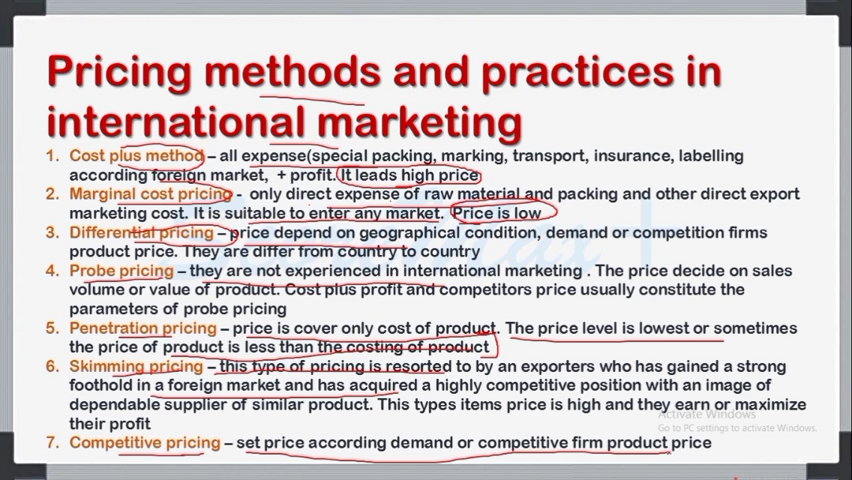 Pricing methods and practices in
international marketing
1. Cost plus method – all expense(special packing, marking, transport, insurance, labelling
according foreign market, + profit. It leads high price
2. Marginal cost pricing - only direct expense of raw material and packing and other direct export
marketing cost. It is suitable to enter any market. Price is low
3. Differential pricing – price depend on geographical condition, demand or competition firms
product price. They are differ from country to country
4. Probe pricing – they are not experienced in international marketing . The price decide on sales
volume or value of product. Cost plus profit and competitors price usually constitute the
parameters of probe pricing
5. Penetration pricing – price is cover only cost of product. The price level is lowest or sometimes
the price of product is less than the costing of product
6. Skimming pricing – this type of pricing is resorted to by an exporters who has gained a strong
foothold in a foreign market and has acquired a highly competitive position with an image of
dependable supplier of similar product. This types items price is high and they earn or maximize
their profit
7. Competitive pricing – set price according demand or competitive firm product price
Activate Windows
Go to PC settings to activate Windows.